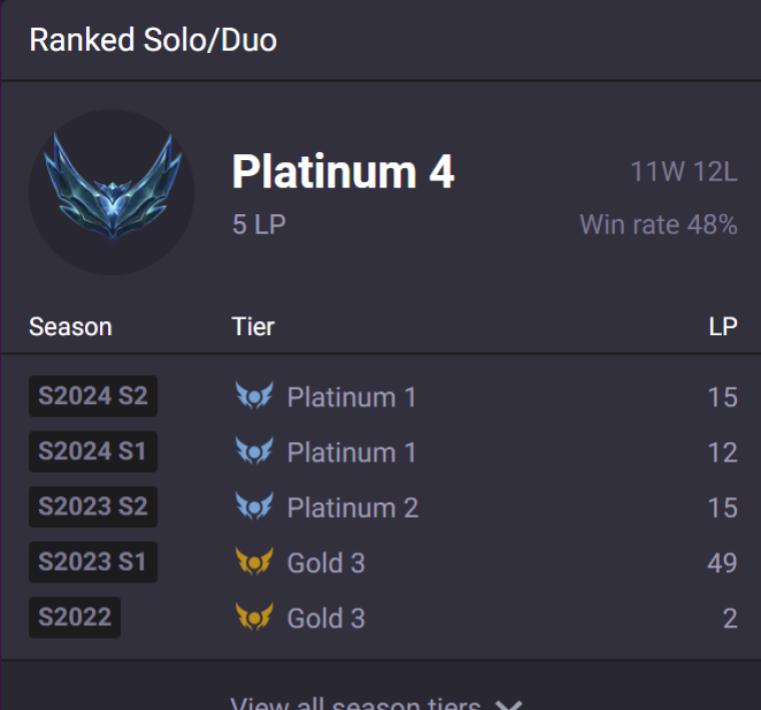 Ranked Solo/Duo
Platinum 4 11W 12L
5 LP Win rate 48%
Season Tier LP
S2024 S2 Platinum 1 15
S2024 S1 Platinum 1 12
S2023 S2 Platinum 2 15
S2023 S1 Gold 3 49
S2022 Gold 3 2
View all season tiers